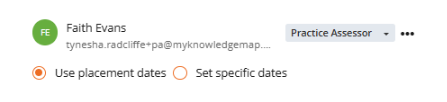 FE
Faith Evans
Practice Assessor
tynesha.radcliffe+pa@myknowledgemap....
Use placement dates
Set specific dates